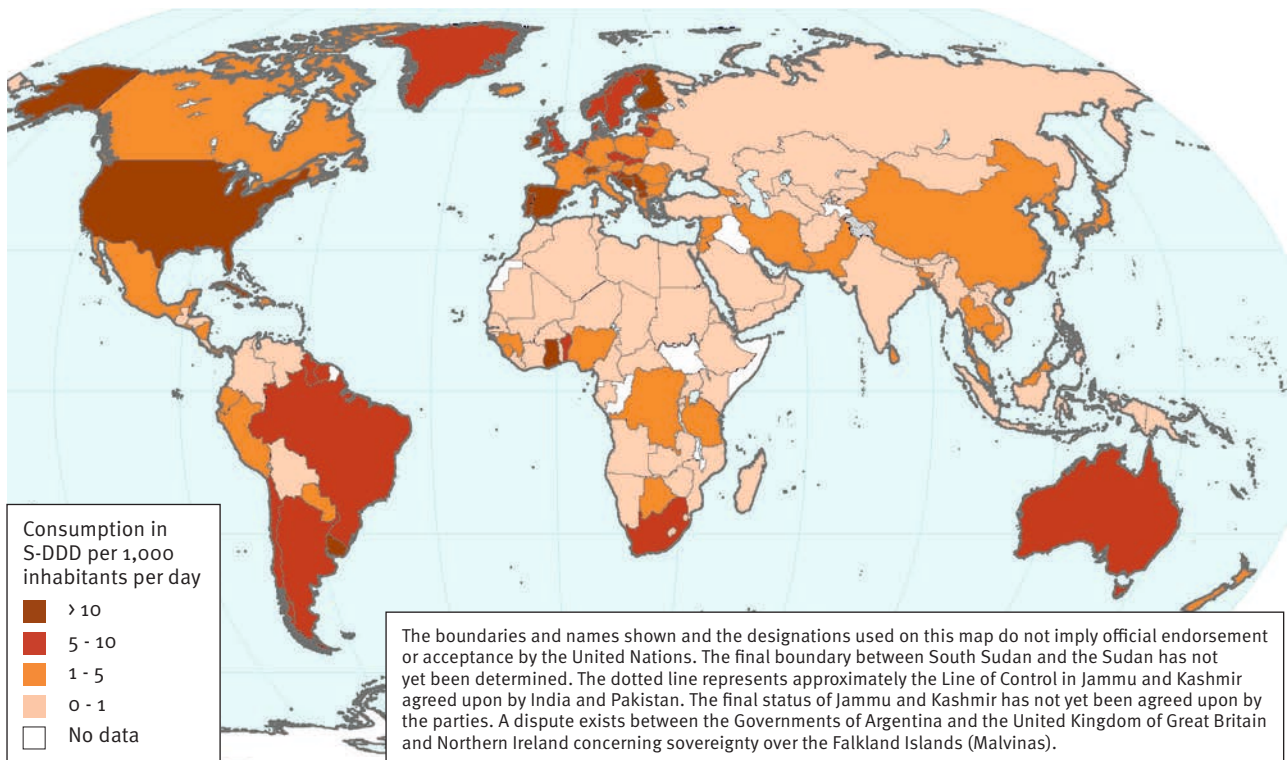 Consumption in
S-DDD per 1,000
inhabitants per day
> 10
5 - 10
1 - 5
0 - 1
No data
The boundaries and names shown and the designations used on this map do not imply official endorsement
or acceptance by the United Nations. The final boundary between South Sudan and the Sudan has not
yet been determined. The dotted line represents approximately the Line of Control in Jammu and Kashmir
agreed upon by India and Pakistan. The final status of Jammu and Kashmir has not yet been agreed upon by
the parties. A dispute exists between the Governments of Argentina and the United Kingdom of Great Britain
and Northern Ireland concerning sovereignty over the Falkland Islands (Malvinas).